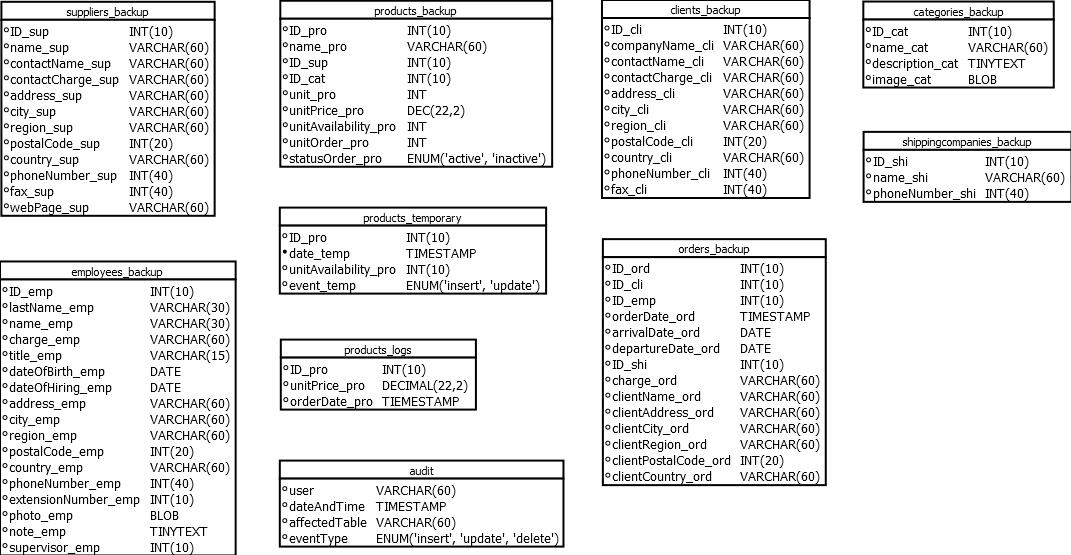 suppliers_backup
ID_sup INT(10)
name_sup VARCHAR(60)
contactName_sup VARCHAR(60)
contactCharge_sup VARCHAR(60)
address_sup VARCHAR(60)
city_sup VARCHAR(60)
region_sup VARCHAR(60)
postalCode_sup INT(20)
country_sup VARCHAR(60)
phoneNumber_sup INT(40)
fax_sup INT(40)
webPage_sup VARCHAR(60)
employees_backup
ID_emp INT(10)
lastName_emp VARCHAR(30)
name_emp VARCHAR(30)
charge_emp VARCHAR(60)
title_emp VARCHAR(15)
dateOfBirth_emp DATE
dateOfHiring_emp DATE
address_emp VARCHAR(60)
city_emp VARCHAR(60)
region_emp VARCHAR(60)
postalCode_emp INT(20)
country_emp VARCHAR(60)
phoneNumber_emp INT(40)
extensionNumber_emp INT(10)
photo_emp BLOB
note_emp TINYTEXT
supervisor_emp INT(10)
products_backup
ID_pro INT(10)
name_pro VARCHAR(60)
ID_sup INT(10)
ID_cat INT(10)
unit_pro INT
unitPrice_pro DEC(22,2)
unitAvailability_pro INT
unitOrder_pro INT
statusOrder_pro ENUM('active', 'inactive')
products_temporary
ID_pro INT(10)
date_temp TIMESTAMP
unitAvailability_pro INT(10)
event_temp ENUM('insert', 'update')
products_logs
ID_pro INT(10)
unitPrice_pro DECIMAL(22,2)
orderDate_pro TIEMESTAMP
audit
user VARCHAR(60)
dateAndTime TIMESTAMP
affectedTable VARCHAR(60)
eventType ENUM('insert', 'update', 'delete')
clients_backup
ID_cli INT(10)
companyName_cli VARCHAR(60)
contactName_cli VARCHAR(60)
contactCharge_cli VARCHAR(60)
address_cli VARCHAR(60)
city_cli VARCHAR(60)
region_cli VARCHAR(60)
postalCode_cli INT(20)
country_cli VARCHAR(60)
phoneNumber_cli INT(40)
fax_cli INT(40)
orders_backup
ID_ord INT(10)
ID_cli INT(10)
ID_emp INT(10)
orderDate_ord TIMESTAMP
arrivalDate_ord DATE
departureDate_ord DATE
ID_shi INT(10)
charge_ord VARCHAR(60)
clientName_ord VARCHAR(60)
clientAddress_ord VARCHAR(60)
clientCity_ord VARCHAR(60)
clientRegion_ord VARCHAR(60)
clientPostalCode_ord INT(20)
clientCountry_ord VARCHAR(60)
categories_backup
ID_cat INT(10)
name_cat VARCHAR(60)
description_cat TINYTEXT
image_cat BLOB
shippingcompanies_backup
ID_shi INT(10)
name_shi VARCHAR(60)
phoneNumber_shi INT(40)